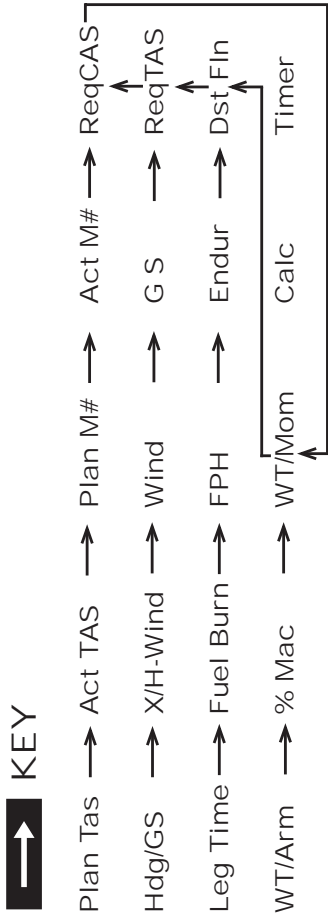 KEY
Plan Tas Act TAS Plan M# Act M# ReqCAS
Hdg/GS X/H-Wind Wind G S ReqTAS
Leg Time Fuel Burn FPH Endur Dst Fln
WT/Arm % Mac WT/Mom Calc Timer